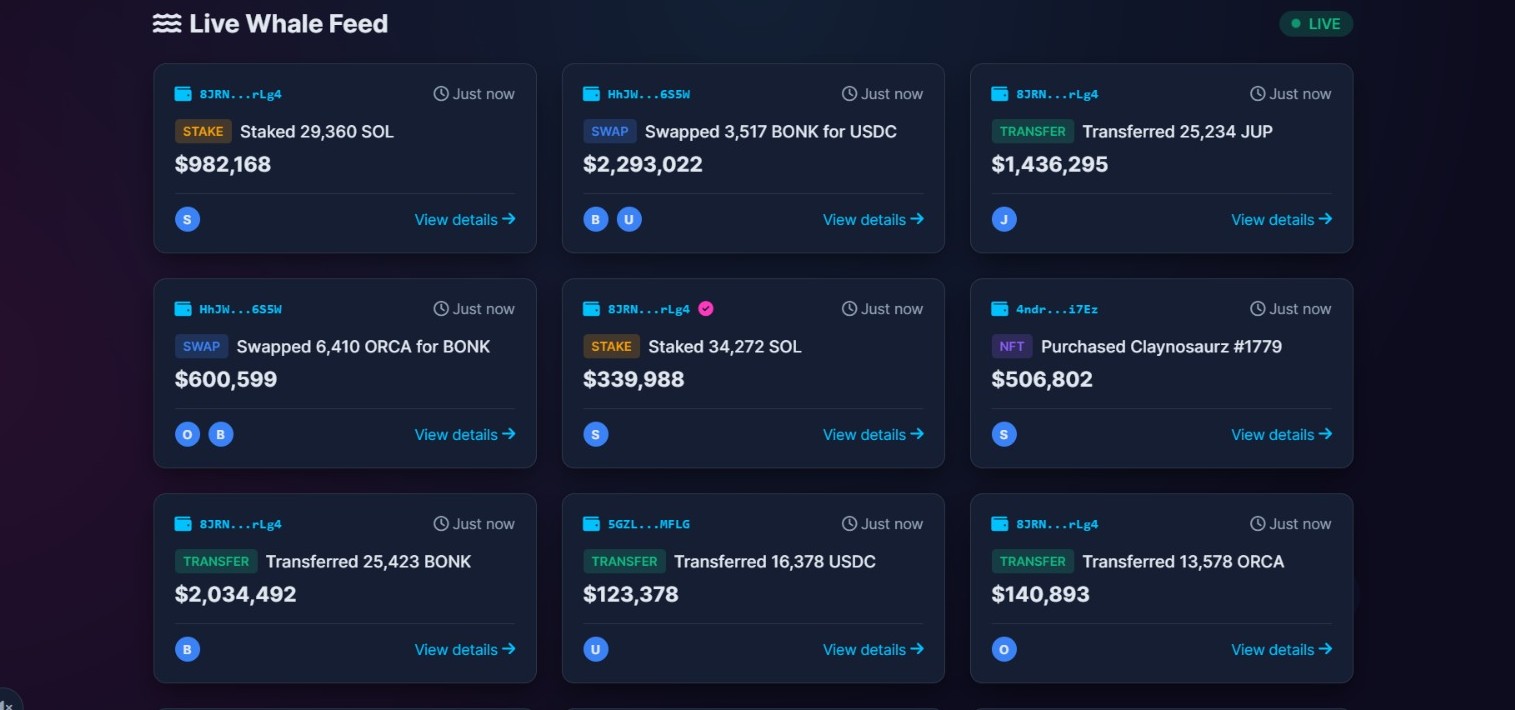 Live Whale Feed
LIVE
8JRN...rLg4 Just now
STAKE Staked 29,360 SOL
$982,168
S View details →
HhJW...6S5W Just now
SWAP Swapped 3,517 BONK for USDC
$2,293,022
B U View details →
8JRN...rLg4 Just now
TRANSFER Transferred 25,234 JUP
$1,436,295
J View details →
HhJW...6S5W Just now
SWAP Swapped 6,410 ORCA for BONK
$600,599
O B View details →
8JRN...rLg4 Just now
STAKE Staked 34,272 SOL
$339,988
S View details →
4ndr...i7Ez Just now
NFT Purchased Claynosaurz #1779
$506,802
S View details →
8JRN...rLg4 Just now
TRANSFER Transferred 25,423 BONK
$2,034,492
B View details →
5GZL...MFLG Just now
TRANSFER Transferred 16,378 USDC
$123,378
U View details →
8JRN...rLg4 Just now
TRANSFER Transferred 13,578 ORCA
$140,893
O View details →